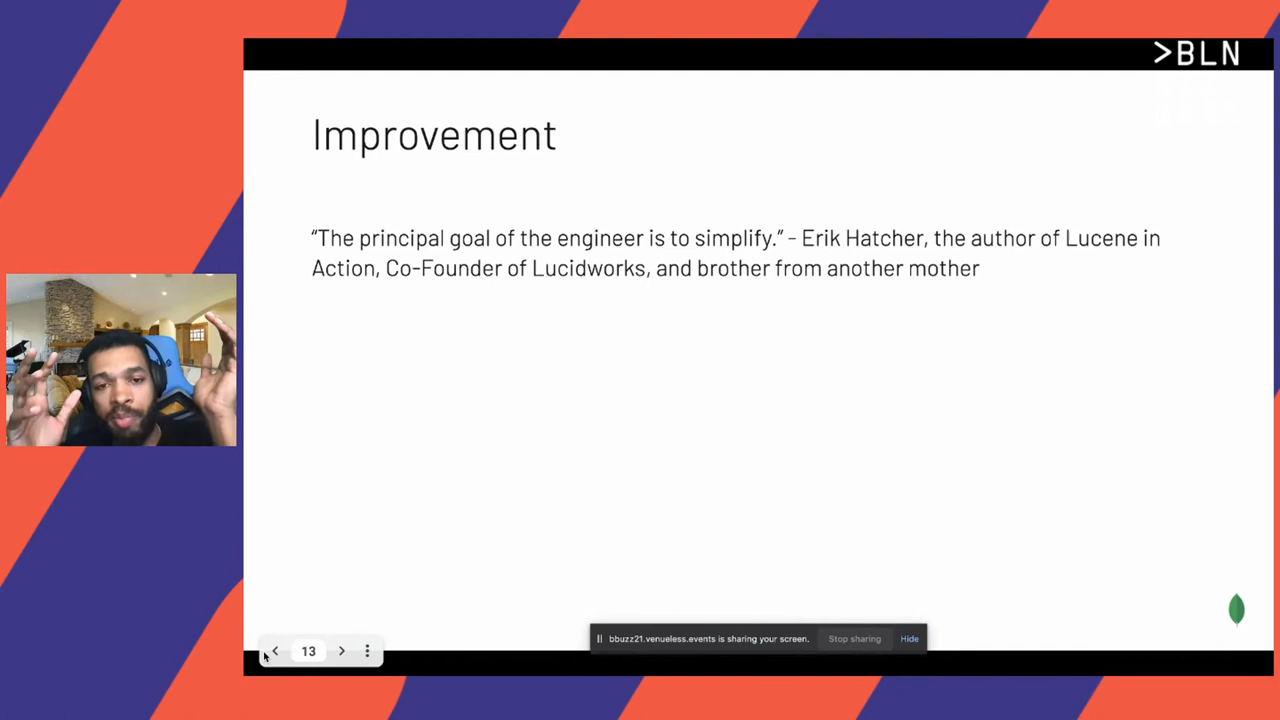 >BLN
Improvement
“The principal goal of the engineer is to simplify.” - Erik Hatcher, the author of Lucene in
Action, Co-Founder of Lucidworks, and brother from another mother
bbuzz21.venueless.events is sharing your screen. Stop sharing Hide
13